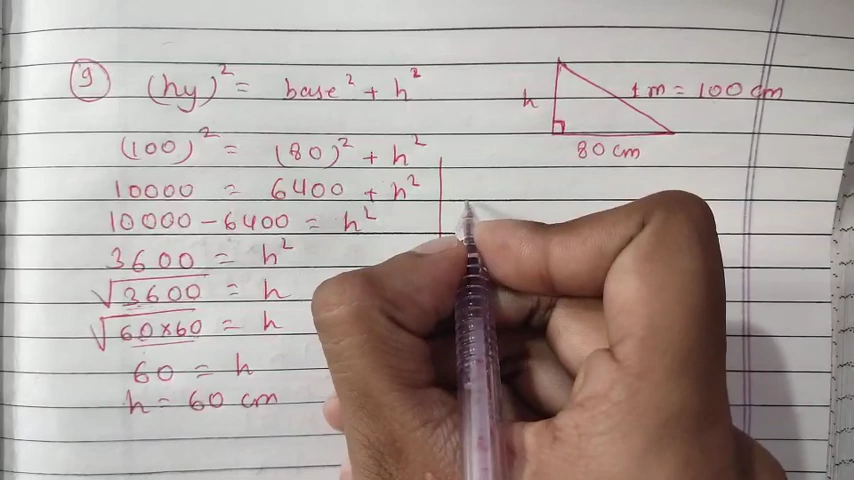 9 (hy)² = base² + h²
h
1 m = 100 cm
80 cm
(100)² = (80)² + h²
10000 = 6400 + h²
10000 - 6400 = h²
3600 = h²
√3600 = h
√60×60 = h
60 = h
h = 60 cm